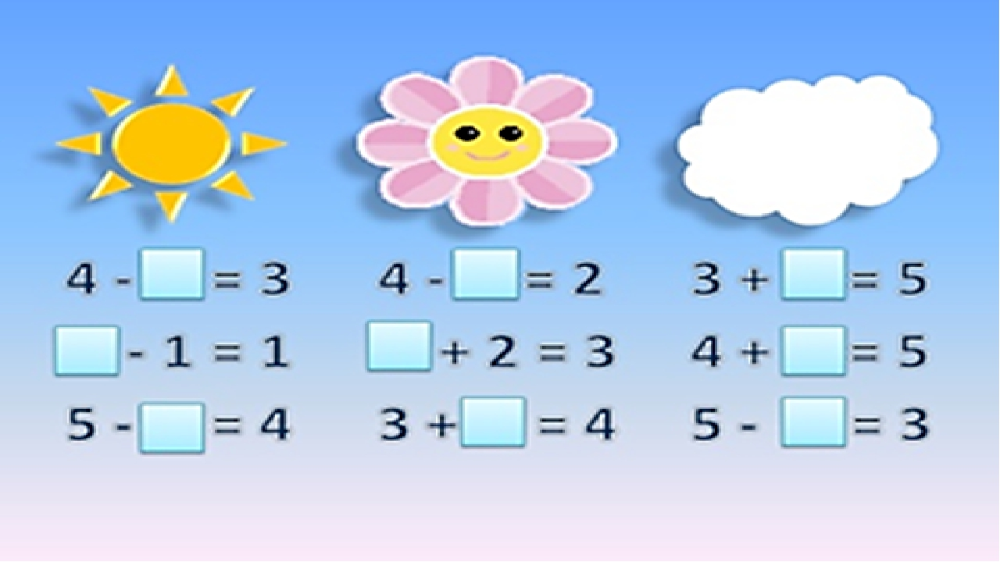 4 - □ = 3
□ - 1 = 1
5 - □ = 4
4 - □ = 2
□ + 2 = 3
3 + □ = 4
3 + □ = 5
4 + □ = 5
5 - □ = 3